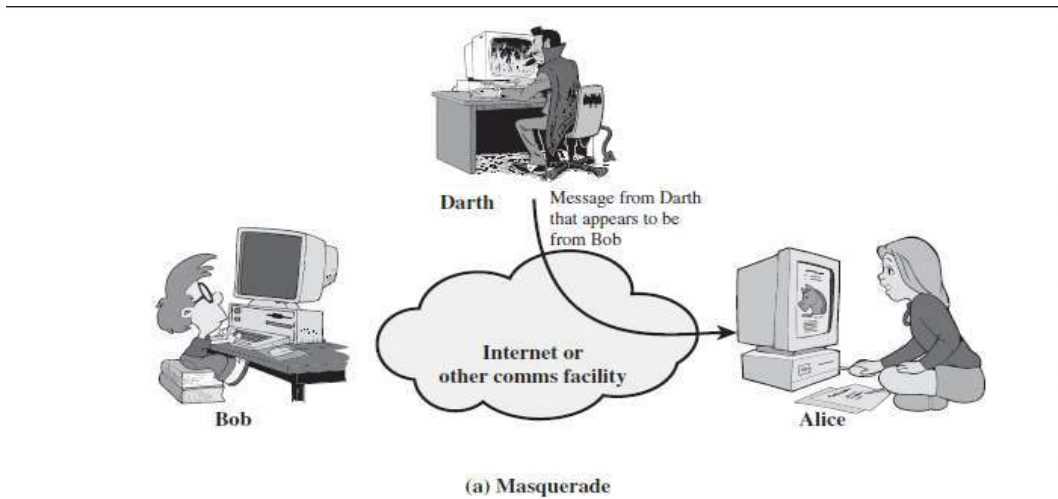 Darth
Message from Darth
that appears to be
from Bob
Internet or
other comms facility
Bob
Alice
(a) Masquerade